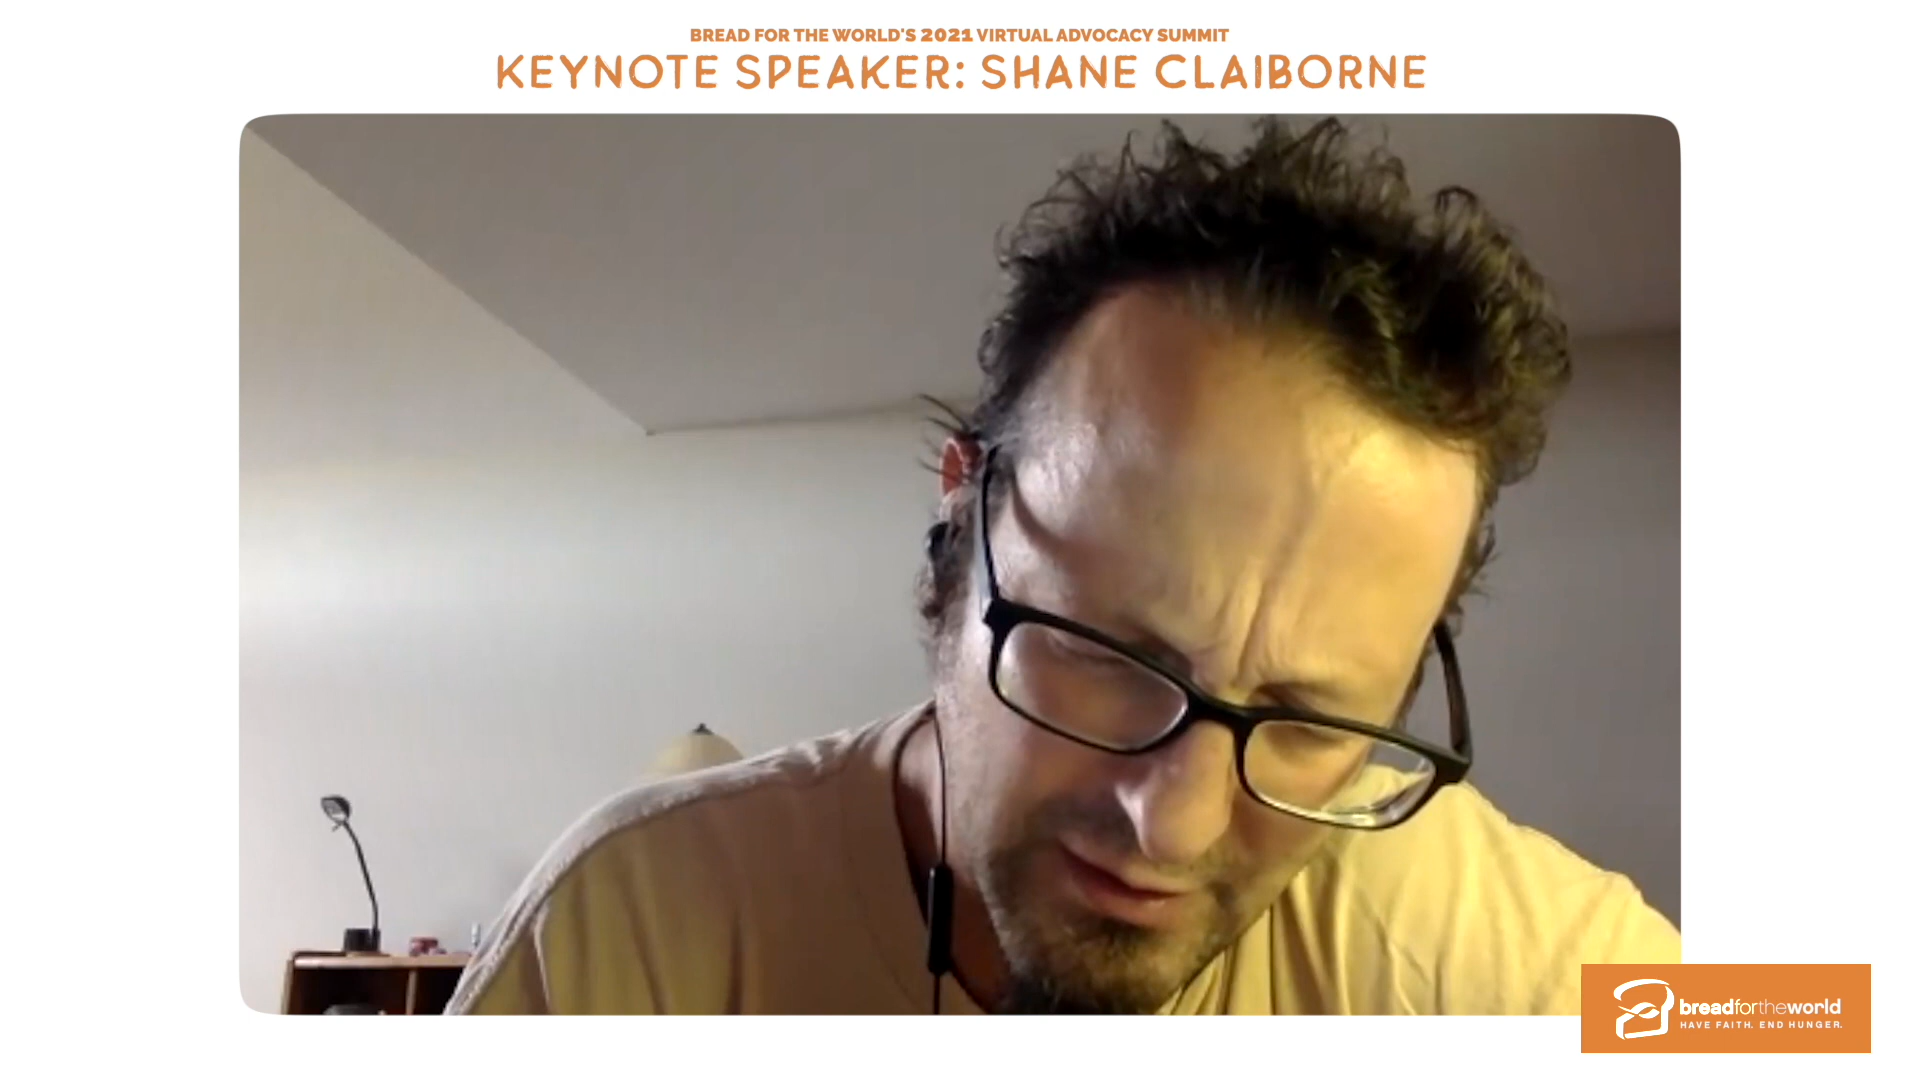 BREAD FOR THE WORLD'S 2021 VIRTUAL ADVOCACY SUMMIT
KEYNOTE SPEAKER: SHANE CLAIBORNE
breadfortheworld
HAVE FAITH. END HUNGER.